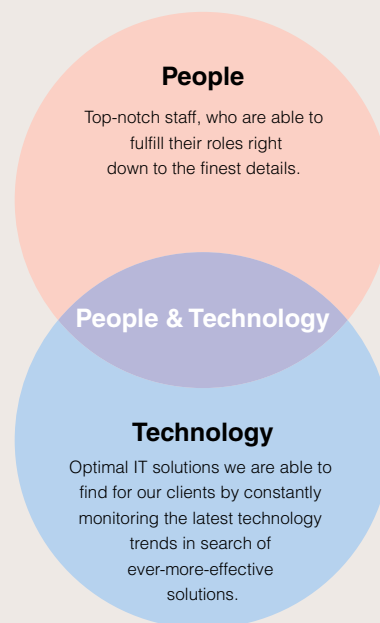 People
Top-notch staff, who are able to
fulfill their roles right
down to the finest details.
People & Technology
Technology
Optimal IT solutions we are able to
find for our clients by constantly
monitoring the latest technology
trends in search of
ever-more-effective
solutions.